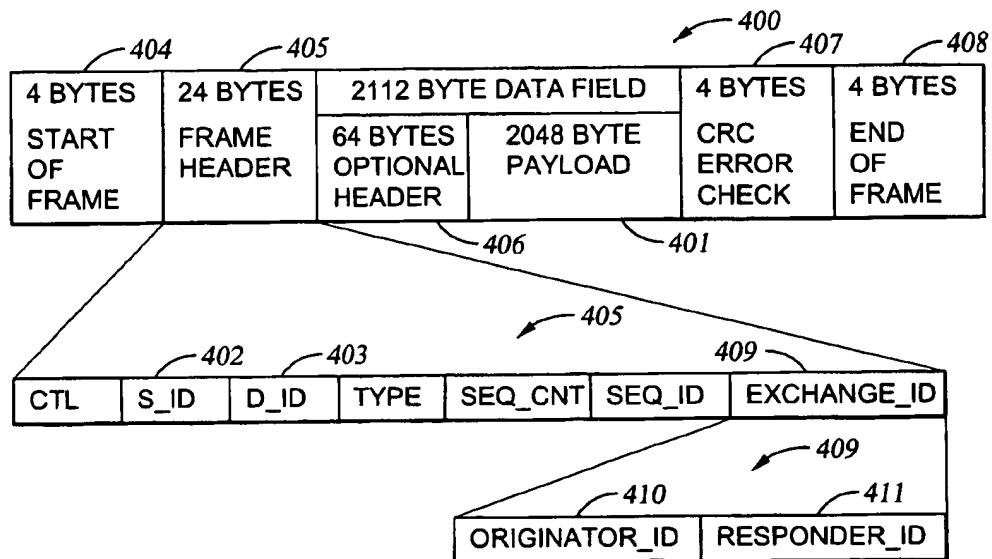 400
404 405 407 408
4 BYTES 24 BYTES 2112 BYTE DATA FIELD 4 BYTES 4 BYTES
START OF FRAME
FRAME HEADER
64 BYTES OPTIONAL HEADER
2048 BYTE PAYLOAD
CRC ERROR CHECK
END OF FRAME
406 401
405
402 403 409
CTL S_ID D_ID TYPE SEQ_CNT SEQ_ID EXCHANGE_ID
409
410 411
ORIGINATOR_ID RESPONDER_ID